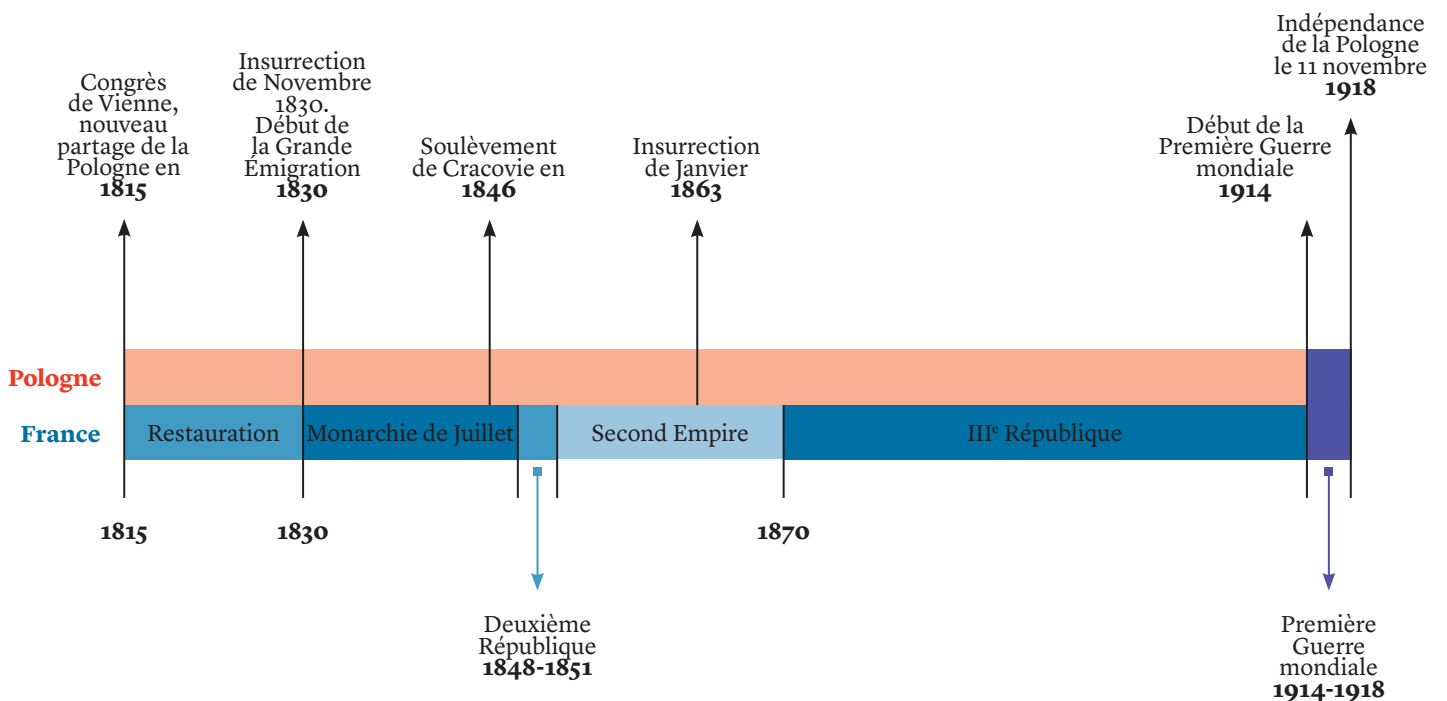 Congrès
de Vienne,
nouveau
partage de la
Pologne en
1815
Insurrection
de Novembre
1830.
Début de
la Grande
Émigration
1830
Soulèvement
de Cracovie en
1846
Insurrection
de Janvier
1863
Début de la
Première Guerre
mondiale
1914
Indépendance
de la Pologne
le 11 novembre
1918
Pologne
France
Restauration
Monarchie de Juillet
Second Empire
IIIe République
1815
1830
1870
Deuxième
République
1848-1851
Première
Guerre
mondiale
1914-1918